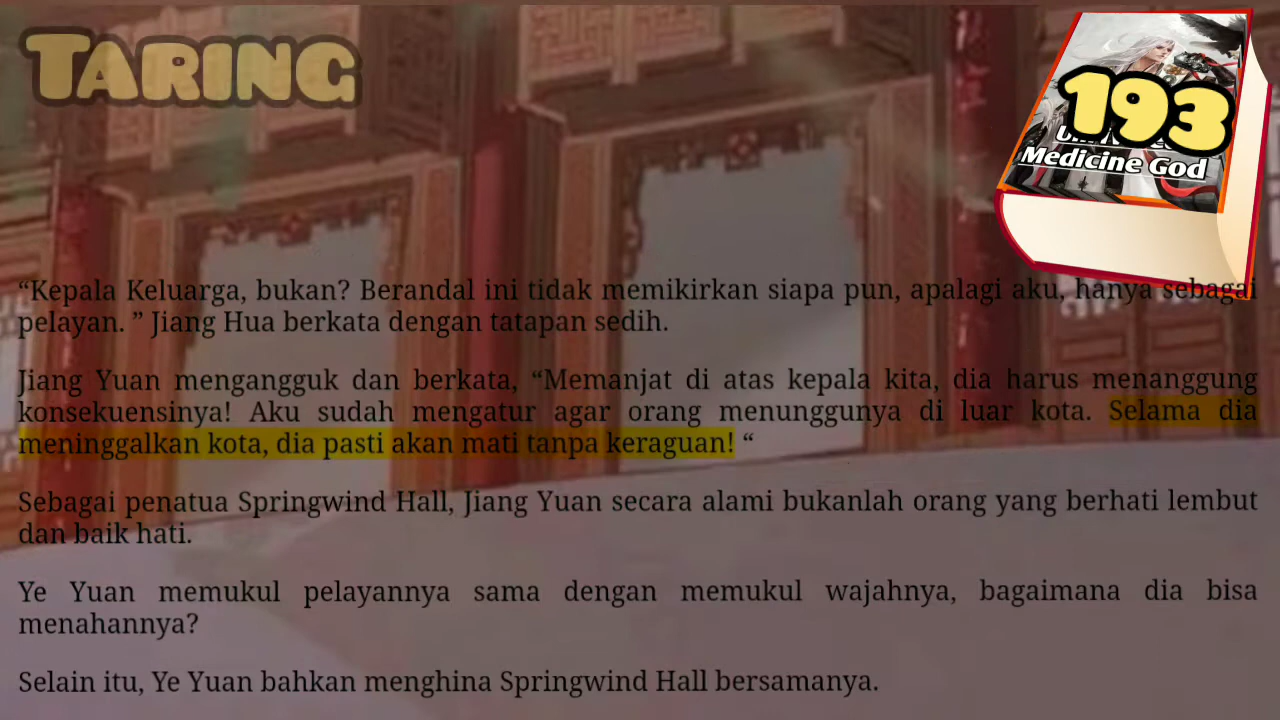 TARING
193
Medicine God
“Kepala Keluarga, bukan? Berandal ini tidak memikirkan siapa pun, apalagi aku, hanya sebagai
pelayan. ” Jiang Hua berkata dengan tatapan sedih.
Jiang Yuan mengangguk dan berkata, “Memanjat di atas kepala kita, dia harus menanggung
konsekuensinya! Aku sudah mengatur agar orang menunggunya di luar kota. Selama dia
meninggalkan kota, dia pasti akan mati tanpa keraguan! “
Sebagai penatua Springwind Hall, Jiang Yuan secara alami bukanlah orang yang berhati lembut
dan baik hati.
Ye Yuan memukul pelayannya sama dengan memukul wajahnya, bagaimana dia bisa
menahannya?
Selain itu, Ye Yuan bahkan menghina Springwind Hall bersamanya.